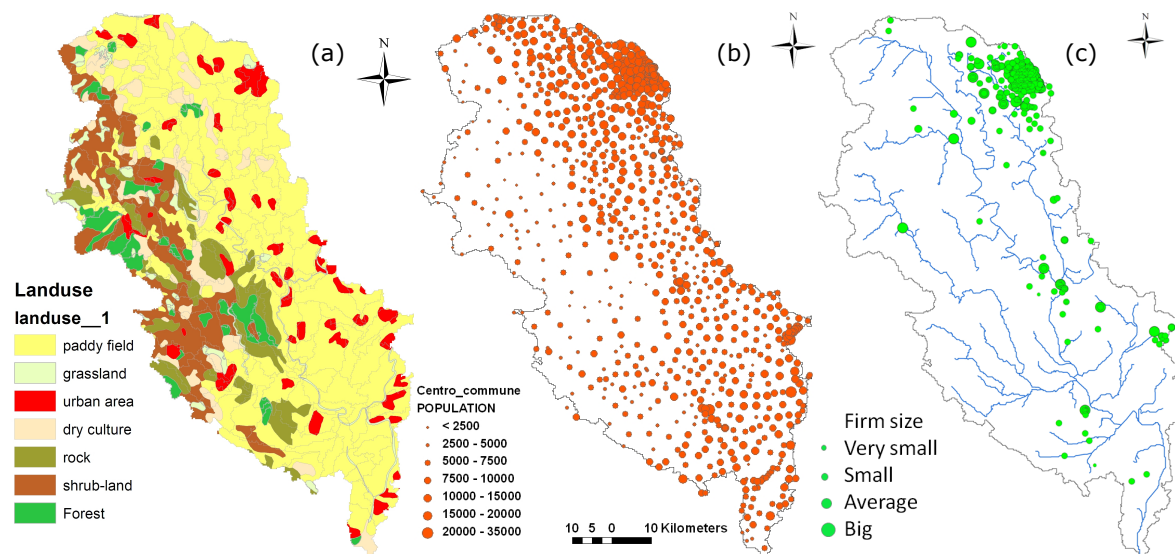 N
(a)
Landuse
landuse__1
paddy field
grassland
urban area
dry culture
rock
shrub-land
Forest
N
(b)
Centro_commune
POPULATION
< 2500
2500 - 5000
5000 - 7500
7500 - 10000
10000 - 15000
15000 - 20000
20000 - 35000
10 5 0 10 Kilometers
N
(c)
Firm size
Very small
Small
Average
Big